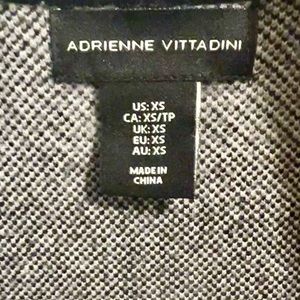 ADRIENNE VITTADINI
US: XS
CA: XS/TP
UK: XS
EU: XS
AU: XS
MADE IN
CHINA